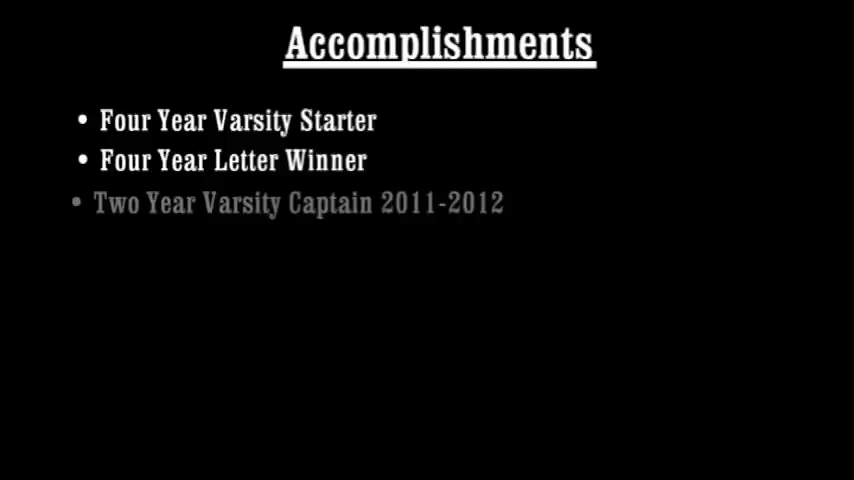 Accomplishments
• Four Year Varsity Starter
• Four Year Letter Winner
• Two Year Varsity Captain 2011-2012